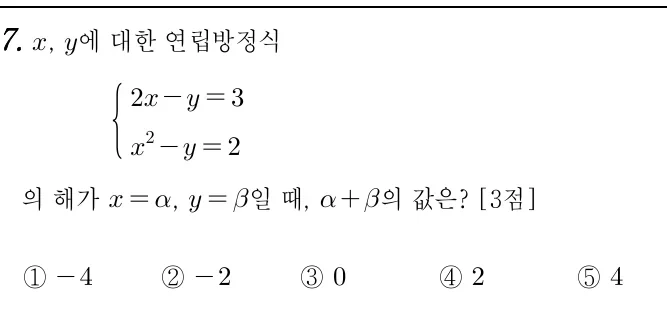 7. x, y에 대한 연립방정식
2x－y＝3
x²－y＝2
의 해가 x＝α, y＝β일 때, α＋β의 값은? [3점]
① －4 ② －2 ③ 0 ④ 2 ⑤ 4